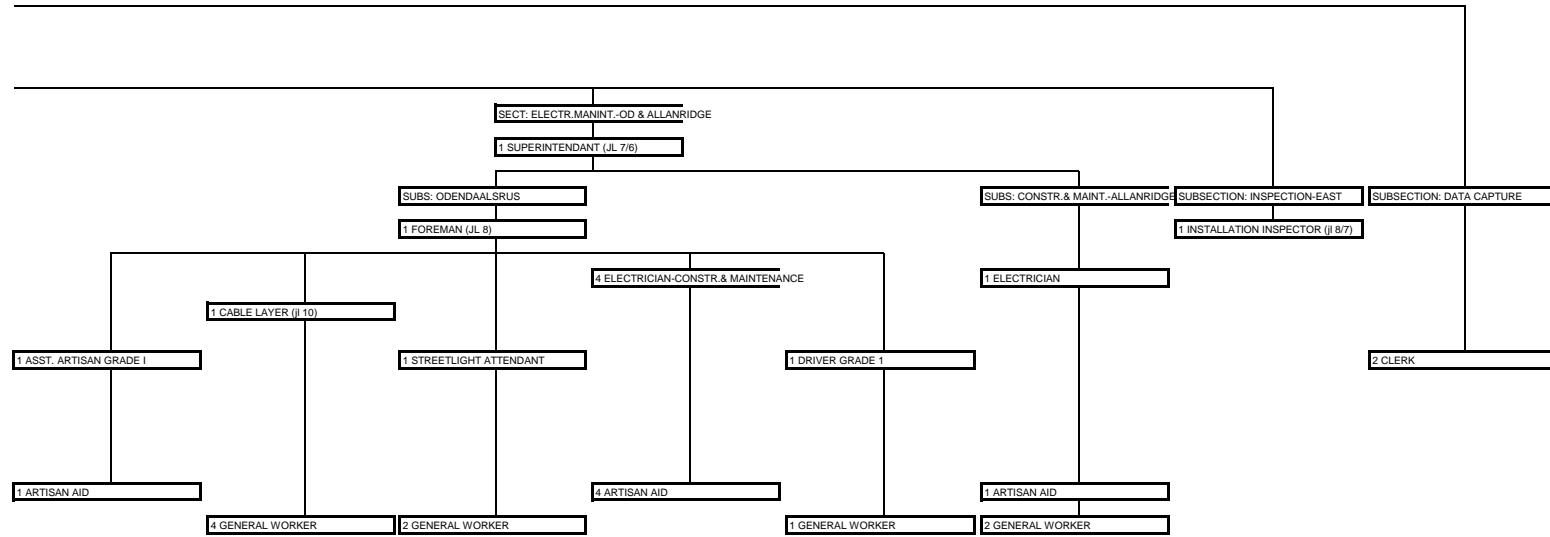 SECT: ELECTR.MANINT.-OD & ALLANRIDGE
1 SUPERINTENDANT (JL 7/6)
SUBS: ODENDAALSRUS
SUBS: CONSTR.& MAINT.-ALLANRIDGE
SUBSECTION: INSPECTION-EAST
SUBSECTION: DATA CAPTURE
1 FOREMAN (JL 8)
1 INSTALLATION INSPECTOR (jl 8/7)
4 ELECTRICIAN-CONSTR.& MAINTENANCE
1 ELECTRICIAN
1 CABLE LAYER (jl 10)
1 ASST. ARTISAN GRADE I
1 STREETLIGHT ATTENDANT
1 DRIVER GRADE 1
2 CLERK
1 ARTISAN AID
4 ARTISAN AID
1 ARTISAN AID
4 GENERAL WORKER
2 GENERAL WORKER
1 GENERAL WORKER
2 GENERAL WORKER